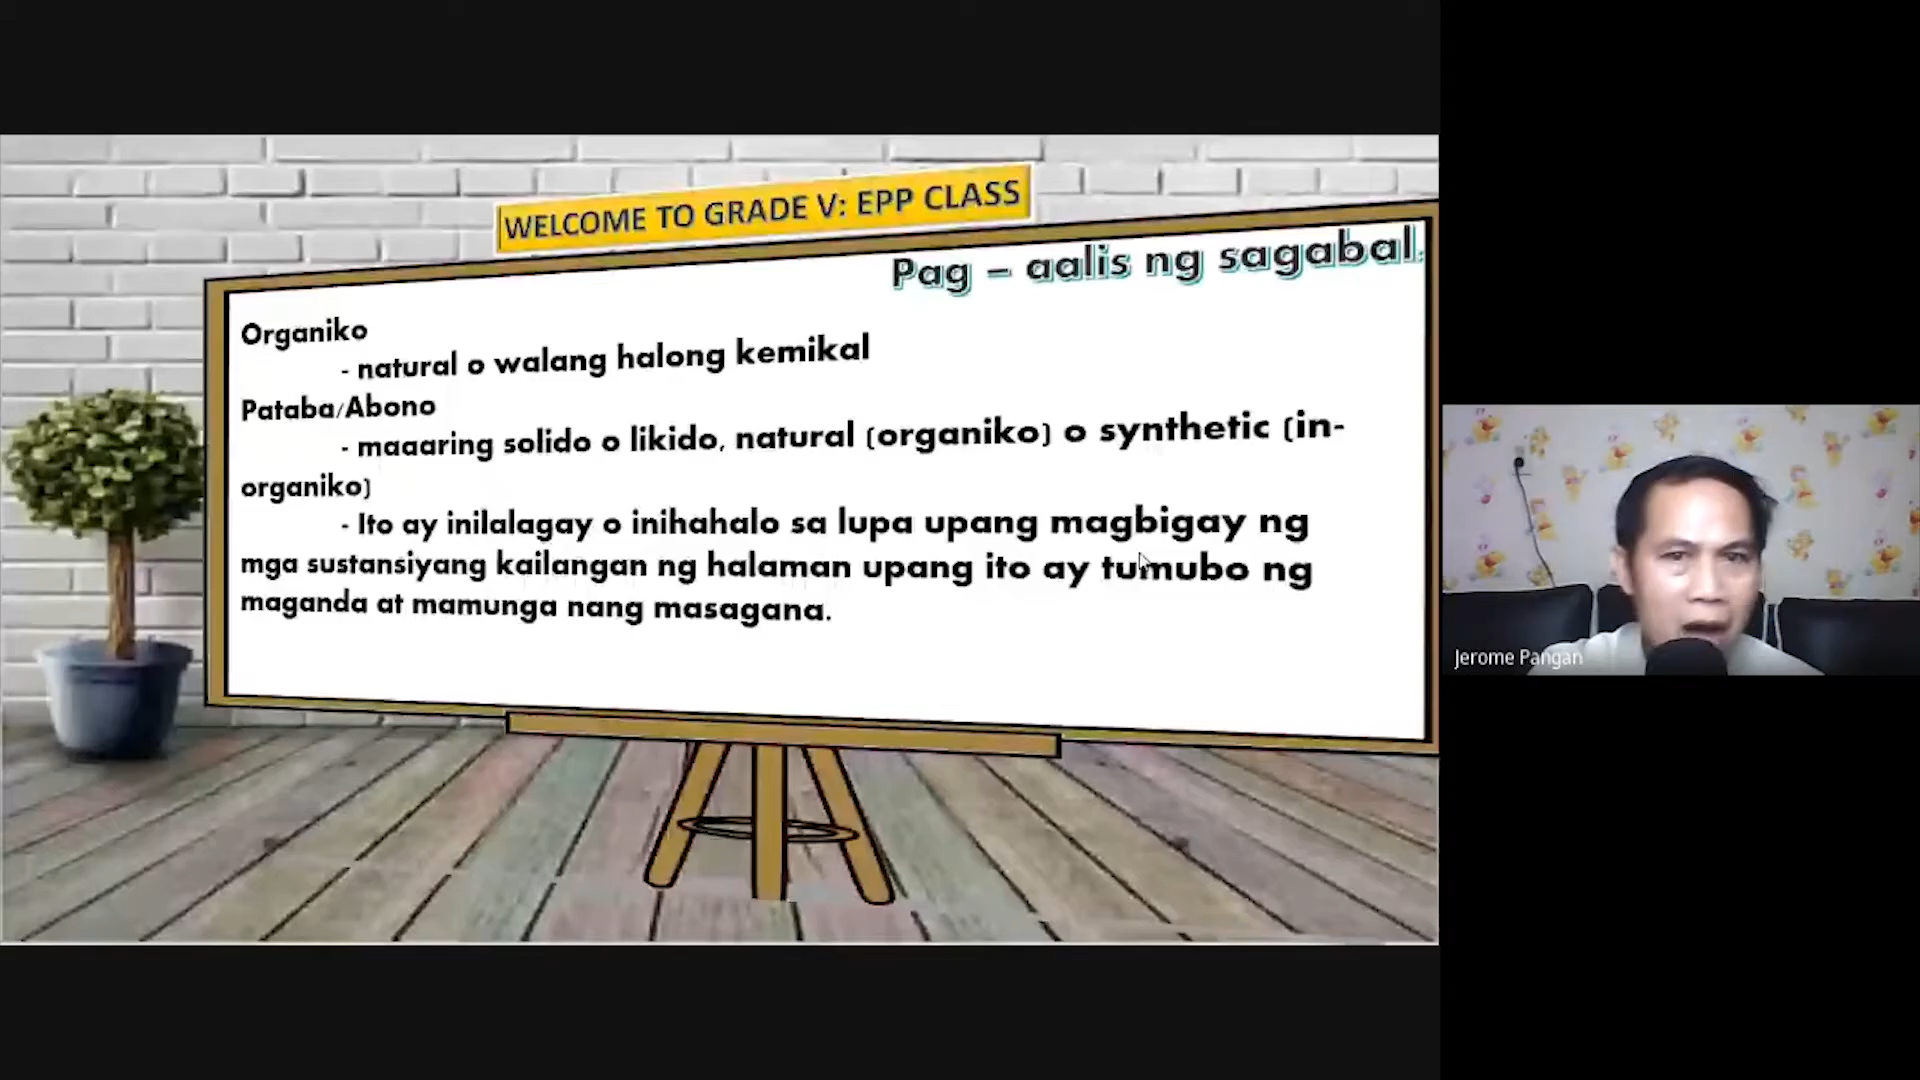 WELCOME TO GRADE V: EPP CLASS
Pag – aalis ng sagabal:
Organiko
- natural o walang halong kemikal
Pataba/Abono
- maaaring solido o likido, natural (organiko) o synthetic (in-
organiko)
- Ito ay inilalagay o inihahalo sa lupa upang magbigay ng
mga sustansiyang kailangan ng halaman upang ito ay tumubo ng
maganda at mamunga nang masagana.
Jerome Pangan